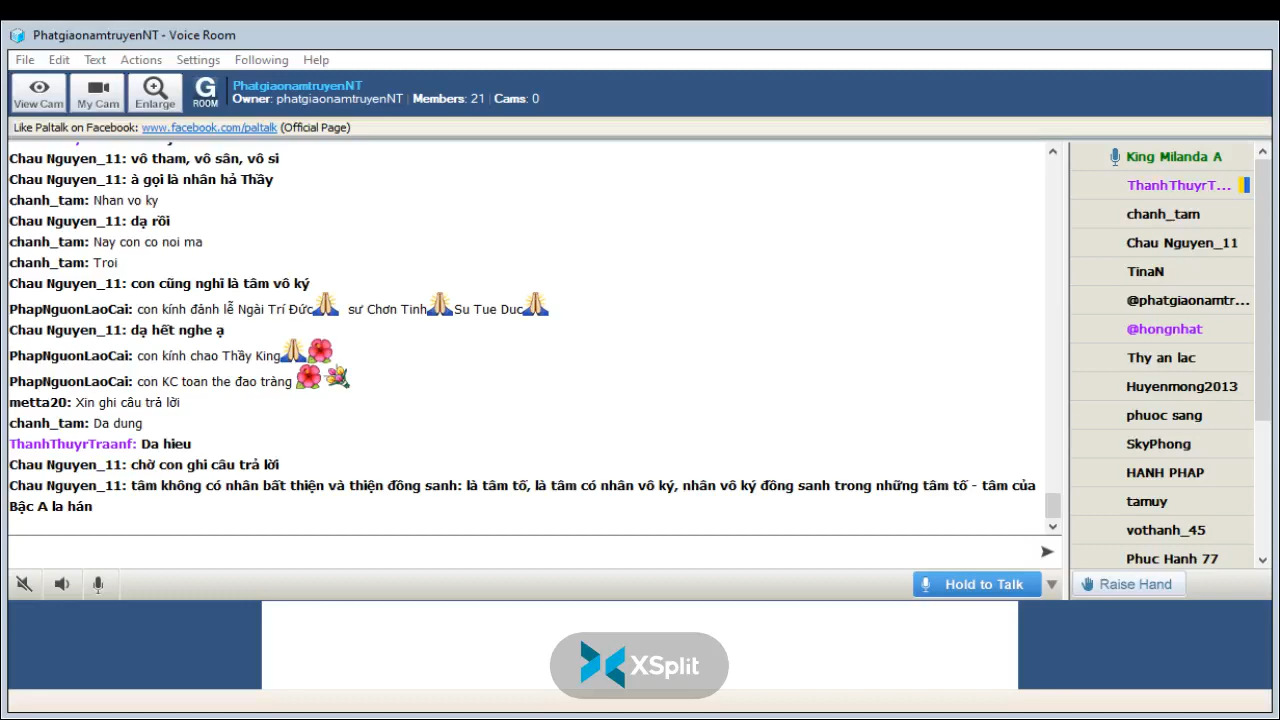 PhatgiaonamtruyenNT - Voice Room
File Edit Text Actions Settings Following Help
View Cam
My Cam
Enlarge
G
ROOM
PhatgiaonamtruyenNT
Owner: phatgiaonamtruyenNT | Members: 21 | Cams: 0
Like Paltalk on Facebook: www.facebook.com/paltalk (Official Page)
Chau Nguyen_11: vô tham, vô sân, vô si
Chau Nguyen_11: à gọi là nhân hả Thầy
chanh_tam: Nhan vo ky
Chau Nguyen_11: dạ rồi
chanh_tam: Nay con co noi ma
chanh_tam: Troi
Chau Nguyen_11: con cũng nghĩ là tâm vô ký
PhapNguonLaoCai: con kính đảnh lễ Ngài Trí Đức sư Chơn Tinh Su Tue Duc
Chau Nguyen_11: dạ hết nghe ạ
PhapNguonLaoCai: con kính chao Thầy King
PhapNguonLaoCai: con KC toan the đao tràng
metta20: Xin ghi câu trả lời
chanh_tam: Da dung
ThanhThuyrTraanf: Da hieu
Chau Nguyen_11: chờ con ghi câu trả lời
Chau Nguyen_11: tâm không có nhân bất thiện và thiện đồng sanh: là tâm tố, là tâm có nhân vô ký, nhân vô ký đồng sanh trong những tâm tố - tâm của
Bậc A la hán
King Milanda A
ThanhThuyrT...
chanh_tam
Chau Nguyen_11
TinaN
@phatgiaonamtr...
@hongnhat
Thy an lac
Huyenmong2013
phuoc sang
SkyPhong
HANH PHAP
tamuy
vothanh_45
Phuc Hanh 77
Hold to Talk
Raise Hand
XSplit